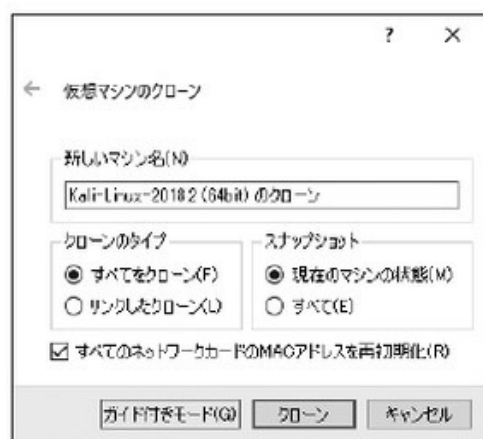 ? ×
← 仮想マシンのクローン
新しいマシン名(N)
Kali-Linux-2018.2 (64bit) のクローン
クローンのタイプ
すべてをクローン(F)
リンクしたクローン(L)
スナップショット
現在のマシンの状態(M)
すべて(E)
すべてのネットワークカードのMACアドレスを再初期化(R)
ガイド付きモード(G) クローン キャンセル